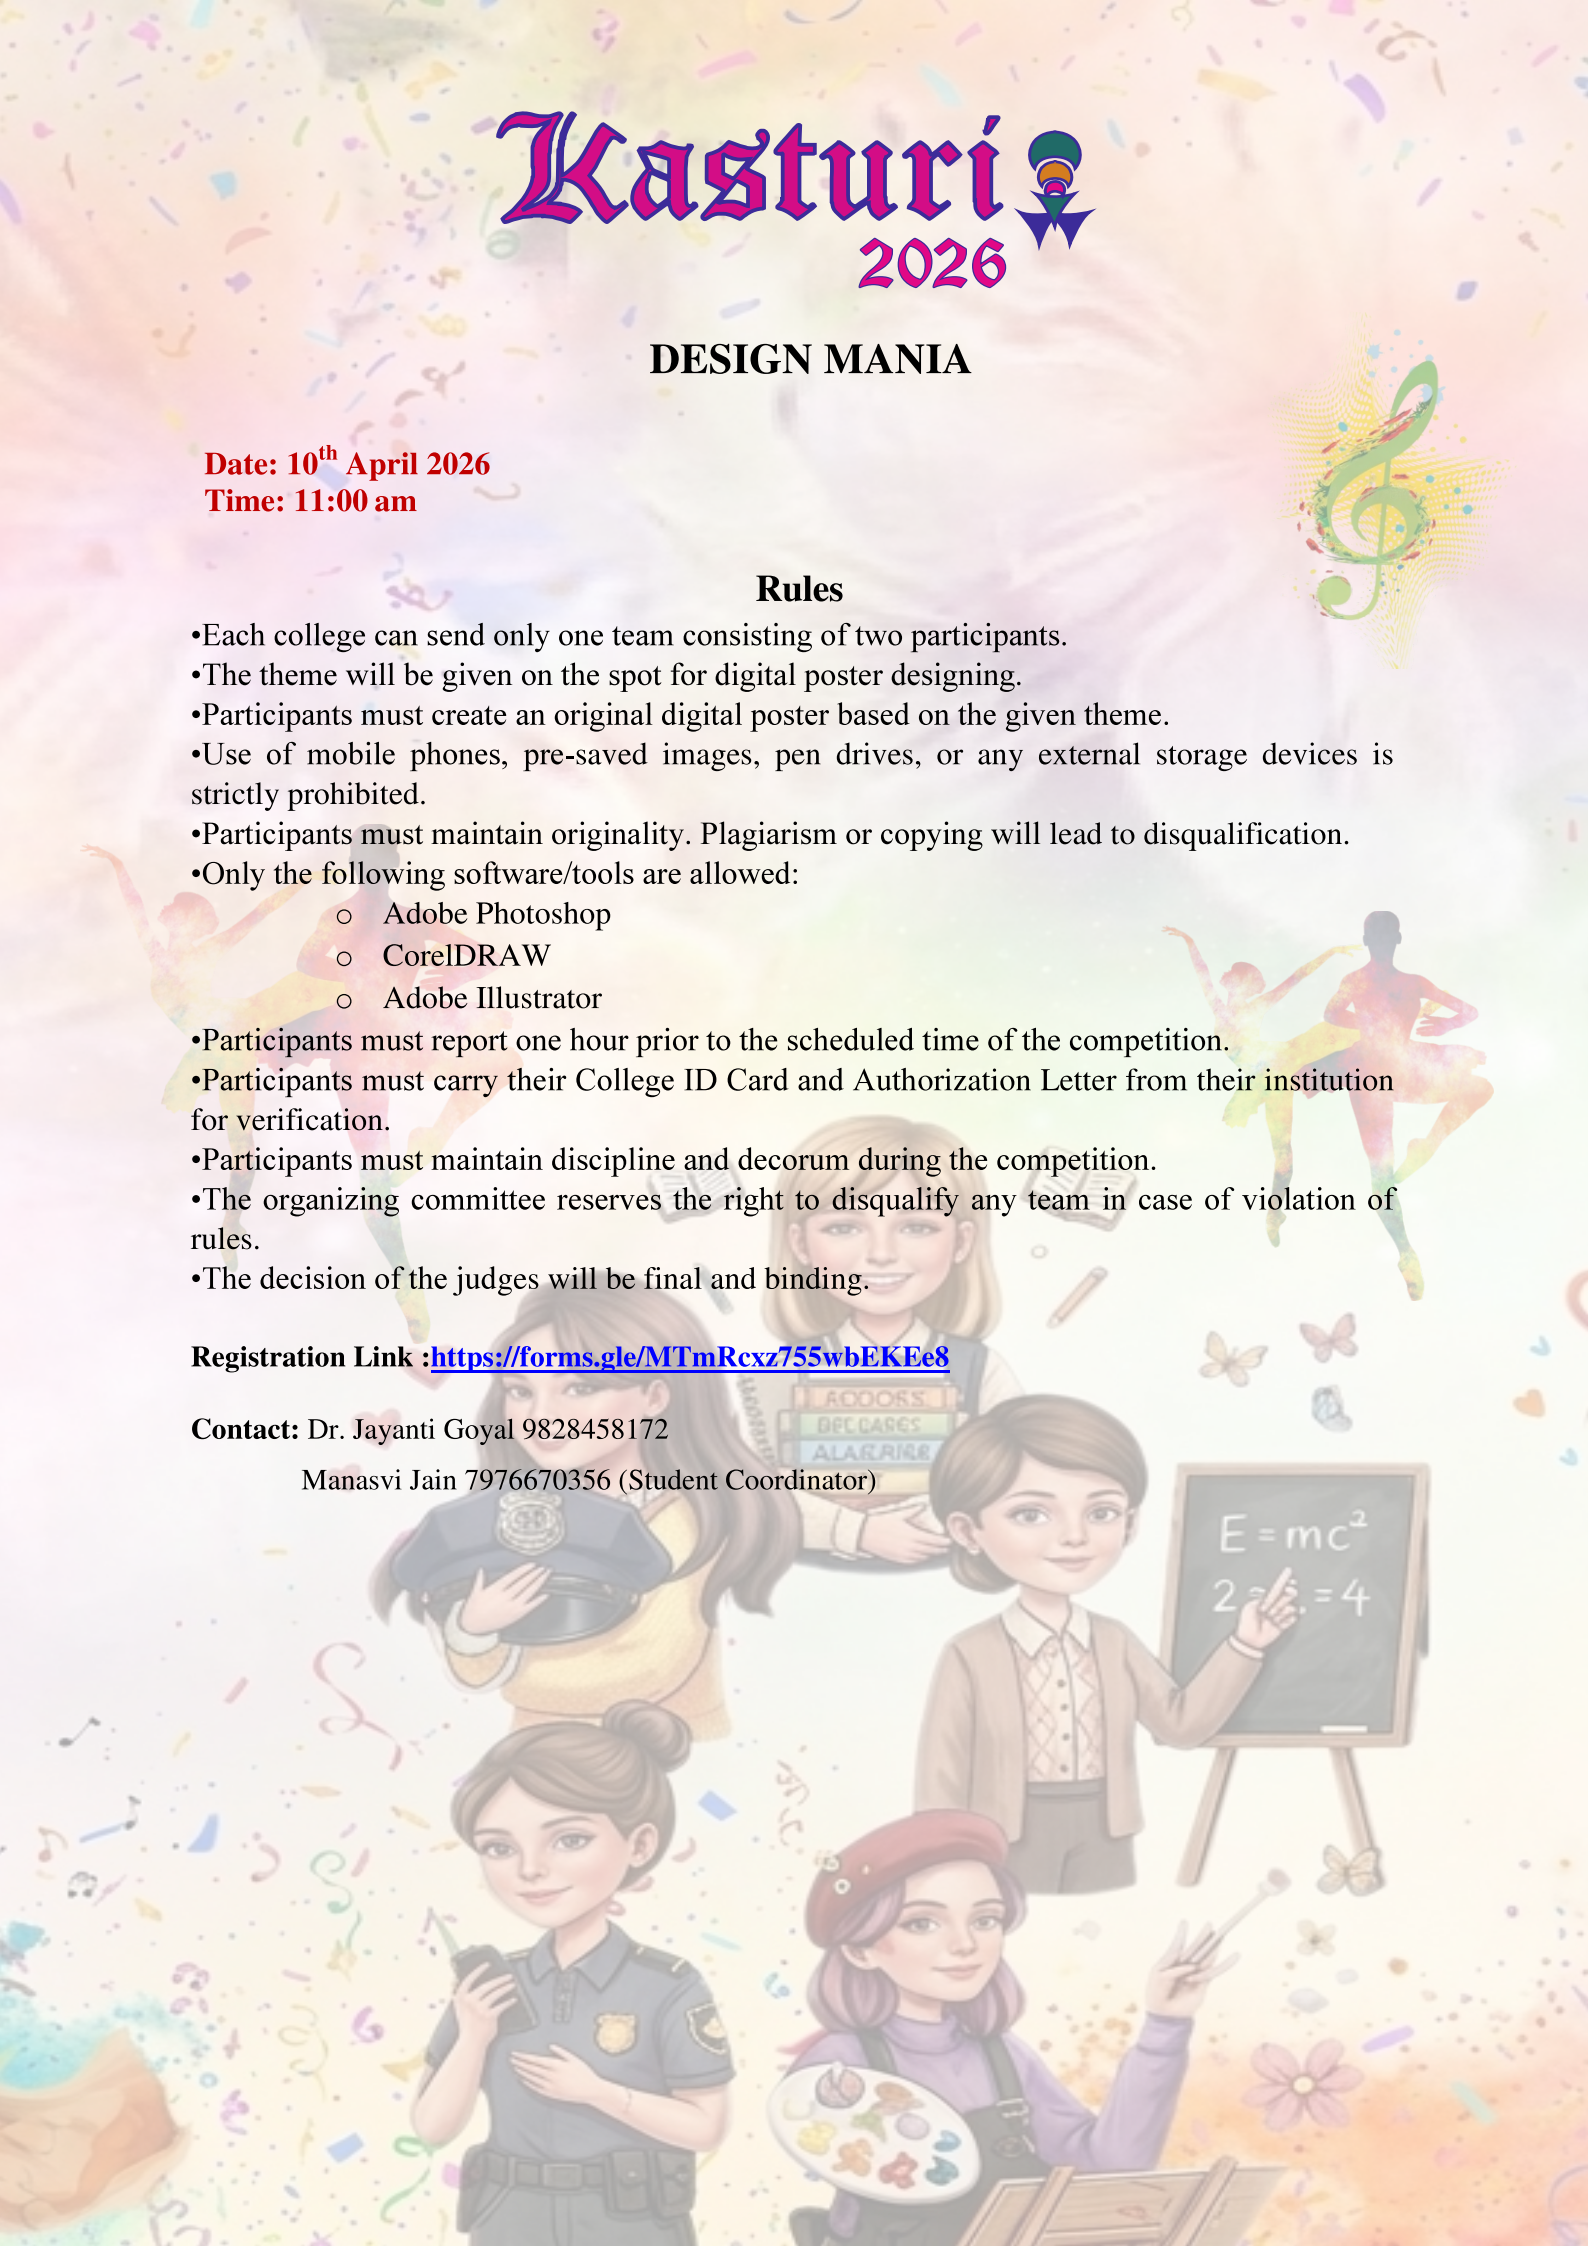 Kasturi
2026
DESIGN MANIA
Date: 10th April 2026
Time: 11:00 am
Rules
•Each college can send only one team consisting of two participants.
•The theme will be given on the spot for digital poster designing.
•Participants must create an original digital poster based on the given theme.
•Use of mobile phones, pre-saved images, pen drives, or any external storage devices is
strictly prohibited.
•Participants must maintain originality. Plagiarism or copying will lead to disqualification.
•Only the following software/tools are allowed:
o Adobe Photoshop
o CorelDRAW
o Adobe Illustrator
•Participants must report one hour prior to the scheduled time of the competition.
•Participants must carry their College ID Card and Authorization Letter from their institution
for verification.
•Participants must maintain discipline and decorum during the competition.
•The organizing committee reserves the right to disqualify any team in case of violation of
rules.
•The decision of the judges will be final and binding.
Registration Link :https://forms.gle/MTmRcxz755wbEKEe8
Contact: Dr. Jayanti Goyal 9828458172
Manasvi Jain 7976670356 (Student Coordinator)
E = mc²
= 4